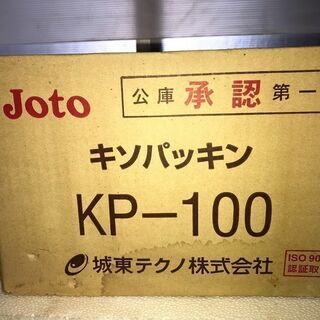 Joto
公庫 承認 第一
キソパッキン
KP-100
城東テクノ株式会社
ISO 90
認証取